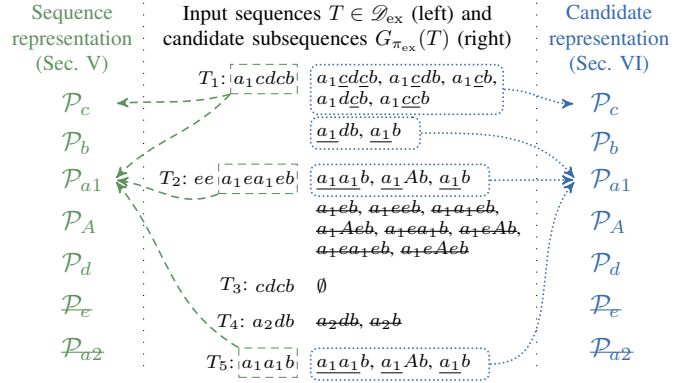 Sequence representation (Sec. V)
Input sequences T ∈ 𝒟ex (left) and candidate subsequences Gπex(T) (right)
Candidate representation (Sec. VI)
𝒫c
𝒫b
𝒫a1
𝒫A
𝒫d
𝒫e
𝒫a2
T1: a1cdcb
a1cdcb, a1cdb, a1cb,
a1dcb, a1ccb
a1db, a1b
T2: ee a1ea1eb
a1a1b, a1Ab, a1b
a1eb, a1eeb, a1a1eb,
a1Aeb, a1ea1b, a1eAb,
a1ea1eb, a1eAeb
T3: cdcb ∅
T4: a2db a2db, a2b
T5: a1a1b a1a1b, a1Ab, a1b
𝒫c
𝒫b
𝒫a1
𝒫A
𝒫d
𝒫e
𝒫a2